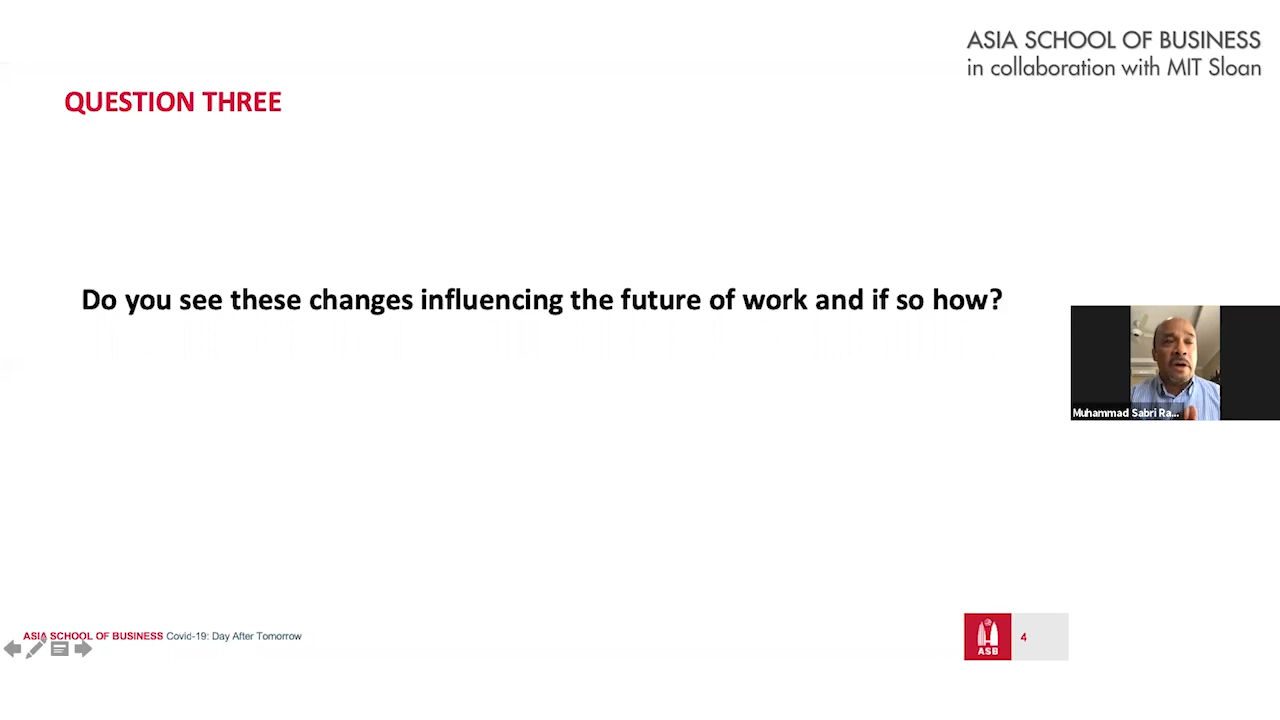 ASIA SCHOOL OF BUSINESS
in collaboration with MIT Sloan
QUESTION THREE
Do you see these changes influencing the future of work and if so how?
Muhammad Sabri Ra...
ASIA SCHOOL OF BUSINESS Covid-19: Day After Tomorrow
ASB
4